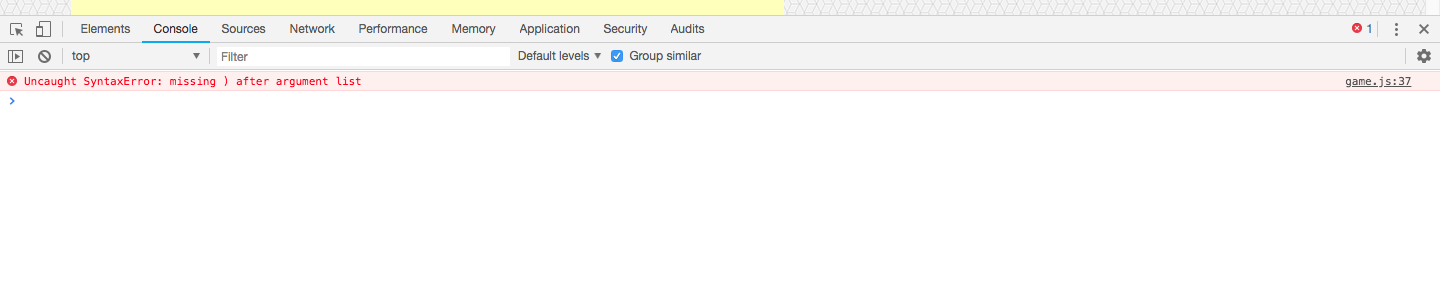 Elements Console Sources Network Performance Memory Application Security Audits 1
top Filter Default levels Group similar
Uncaught SyntaxError: missing ) after argument list game.js:37